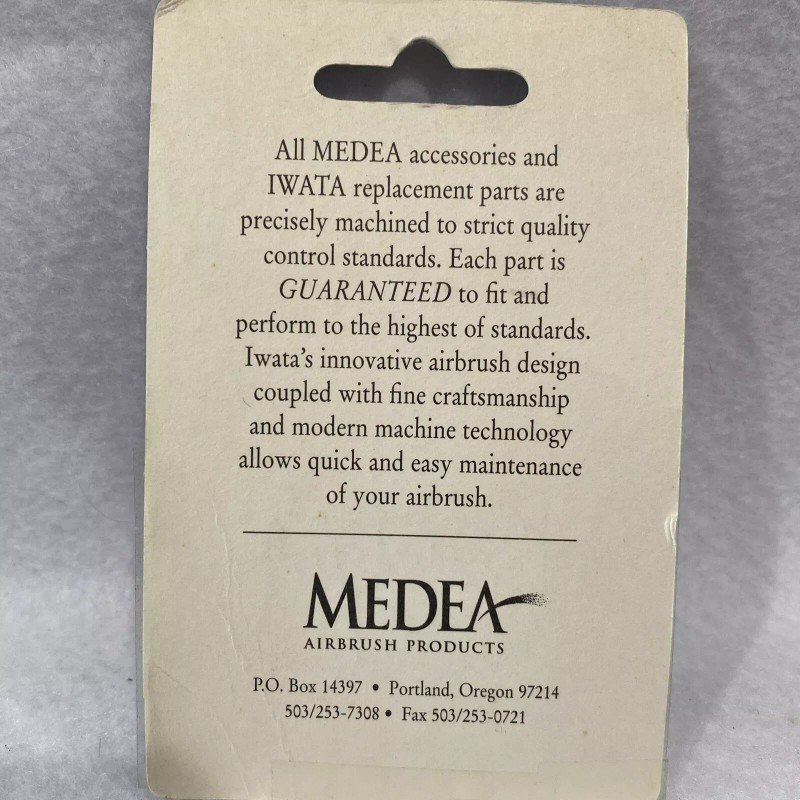 All MEDEA accessories and
IWATA replacement parts are
precisely machined to strict quality
control standards. Each part is
GUARANTEED to fit and
perform to the highest of standards.
Iwata's innovative airbrush design
coupled with fine craftsmanship
and modern machine technology
allows quick and easy maintenance
of your airbrush.
MEDEA
AIRBRUSH PRODUCTS
P.O. Box 14397 • Portland, Oregon 97214
503/253-7308 • Fax 503/253-0721